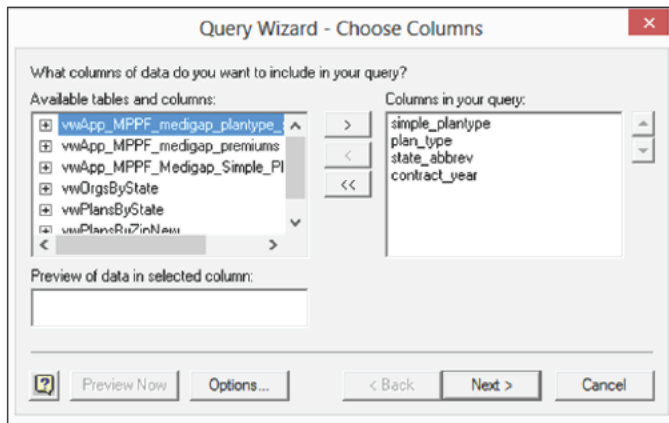 Query Wizard - Choose Columns
What columns of data do you want to include in your query?
Available tables and columns:
Columns in your query:
vwApp_MPPF_medigap_plantype_
vwApp_MPPF_medigap_premiums
vwApp_MPPF_Medigap_Simple_Pl
vwOrgsByState
vwPlansByState
vwPlansByZipNew
>
<
<<
simple_plantype
plan_type
state_abbrev
contract_year
Preview of data in selected column:
Preview Now
Options...
< Back
Next >
Cancel